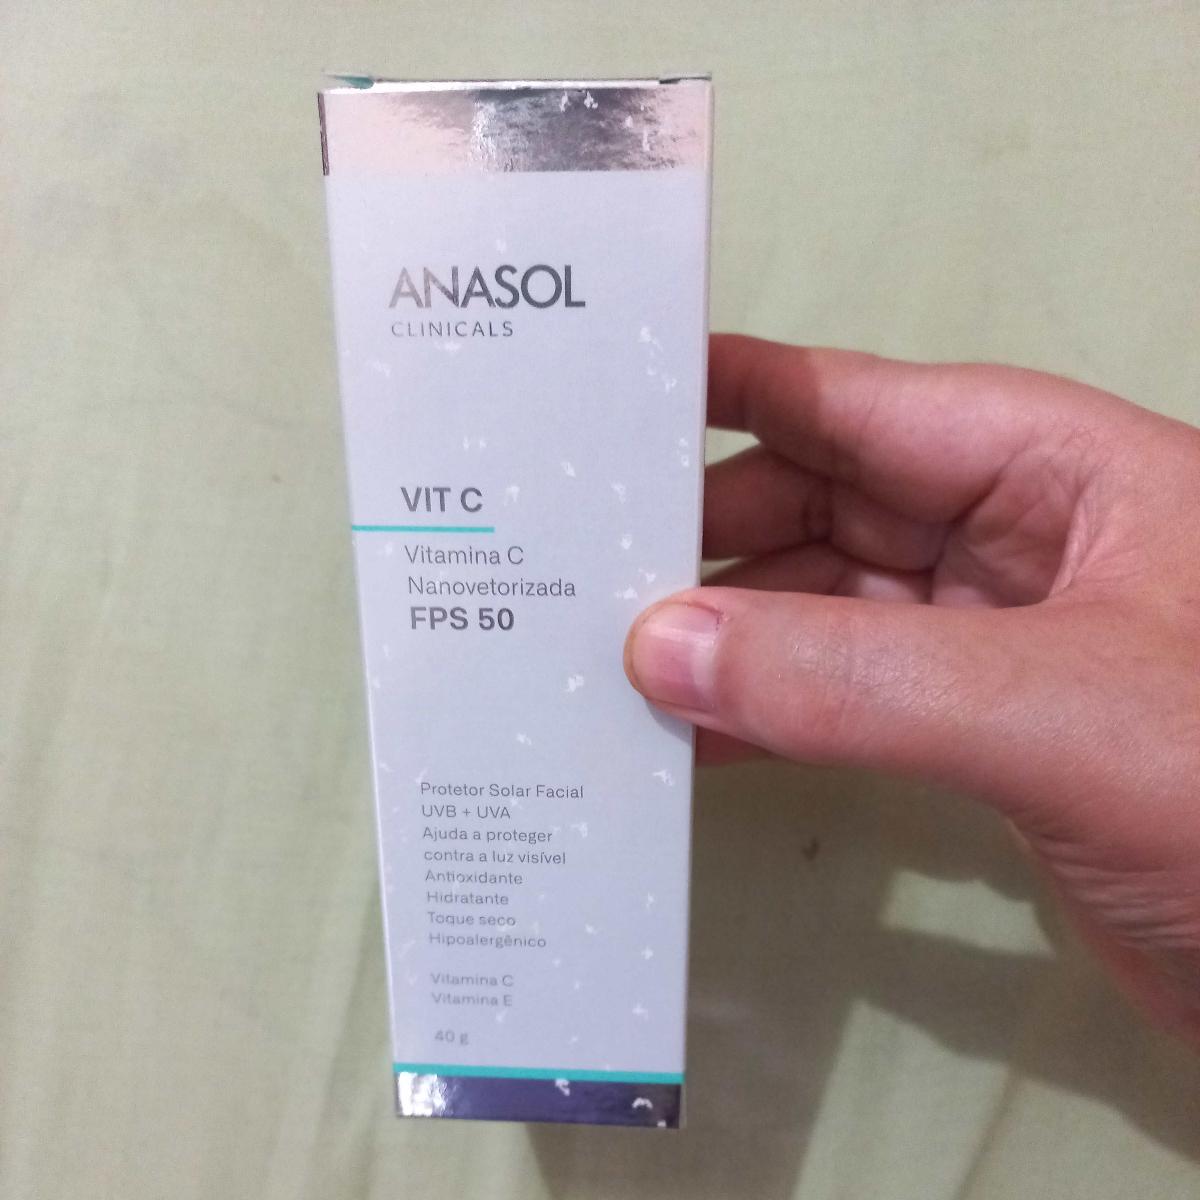 ANASOL
CLINICALS
VIT C
Vitamina C
Nanovetorizada
FPS 50
Protetor Solar Facial
UVB + UVA
Ajuda a proteger
contra a luz visível
Antioxidante
Hidratante
Toque seco
Hipoalergênico
Vitamina C
Vitamina E
40 g